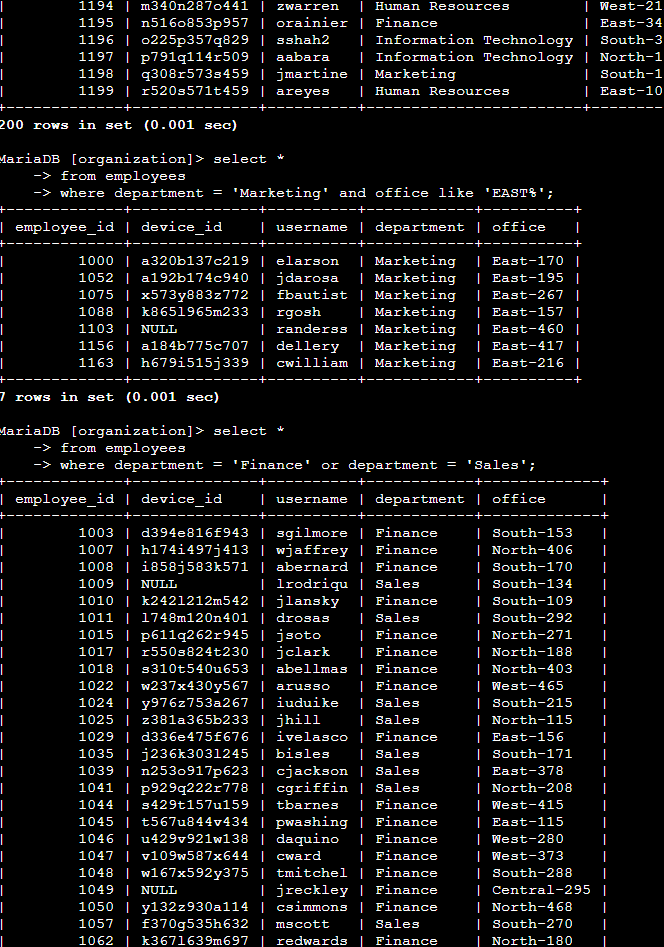 | 1194 | m340n287o441 | zwarren | Human Resources | West-21
| 1195 | n516o853p957 | orainier | Finance | East-34
| 1196 | o225p357q829 | sshah2 | Information Technology | South-3
| 1197 | p791q114r509 | aabara | Information Technology | North-1
| 1198 | q308r573s459 | jmartine | Marketing | South-1
| 1199 | r520s571t459 | areyes | Human Resources | East-10
+-------------+--------------+----------+------------------------+--------
200 rows in set (0.001 sec)
MariaDB [organization]> select *
-> from employees
-> where department = 'Marketing' and office like 'EAST%';
+-------------+--------------+----------+------------+----------+
| employee_id | device_id | username | department | office |
+-------------+--------------+----------+------------+----------+
| 1000 | a320b137c219 | elarson | Marketing | East-170 |
| 1052 | a192b174c940 | jdarosa | Marketing | East-195 |
| 1075 | x573y883z772 | fbautist | Marketing | East-267 |
| 1088 | k865l965m233 | rgosh | Marketing | East-157 |
| 1103 | NULL | randerss | Marketing | East-460 |
| 1156 | a184b775c707 | dellery | Marketing | East-417 |
| 1163 | h679i515j339 | cwilliam | Marketing | East-216 |
+-------------+--------------+----------+------------+----------+
7 rows in set (0.001 sec)
MariaDB [organization]> select *
-> from employees
-> where department = 'Finance' or department = 'Sales';
+-------------+--------------+----------+------------+-------------+
| employee_id | device_id | username | department | office |
+-------------+--------------+----------+------------+-------------+
| 1003 | d394e816f943 | sgilmore | Finance | South-153 |
| 1007 | h174i497j413 | wjaffrey | Finance | North-406 |
| 1008 | i858j583k571 | abernard | Finance | South-170 |
| 1009 | NULL | lrodriqu | Sales | South-134 |
| 1010 | k242l212m542 | jlansky | Finance | South-109 |
| 1011 | l748m120n401 | drosas | Sales | South-292 |
| 1015 | p611q262r945 | jsoto | Finance | North-271 |
| 1017 | r550s824t230 | jclark | Finance | North-188 |
| 1018 | s310t540u653 | abellmas | Finance | North-403 |
| 1022 | w237x430y567 | arusso | Finance | West-465 |
| 1024 | y976z753a267 | iuduike | Sales | South-215 |
| 1025 | z381a365b233 | jhill | Sales | North-115 |
| 1029 | d336e475f676 | ivelasco | Finance | East-156 |
| 1035 | j236k303l245 | bisles | Sales | South-171 |
| 1039 | n253o917p623 | cjackson | Sales | East-378 |
| 1041 | p929q222r778 | cgriffin | Sales | North-208 |
| 1044 | s429t157u159 | tbarnes | Finance | West-415 |
| 1045 | t567u844v434 | pwashing | Finance | East-115 |
| 1046 | u429v921w138 | daquino | Finance | West-280 |
| 1047 | v109w587x644 | cward | Finance | West-373 |
| 1048 | w167x592y375 | tmitchel | Finance | South-288 |
| 1049 | NULL | jreckley | Finance | Central-295 |
| 1050 | y132z930a114 | csimmons | Finance | North-468 |
| 1057 | f370g535h632 | mscott | Sales | South-270 |
| 1062 | k367l639m697 | redwards | Finance | North-180 |